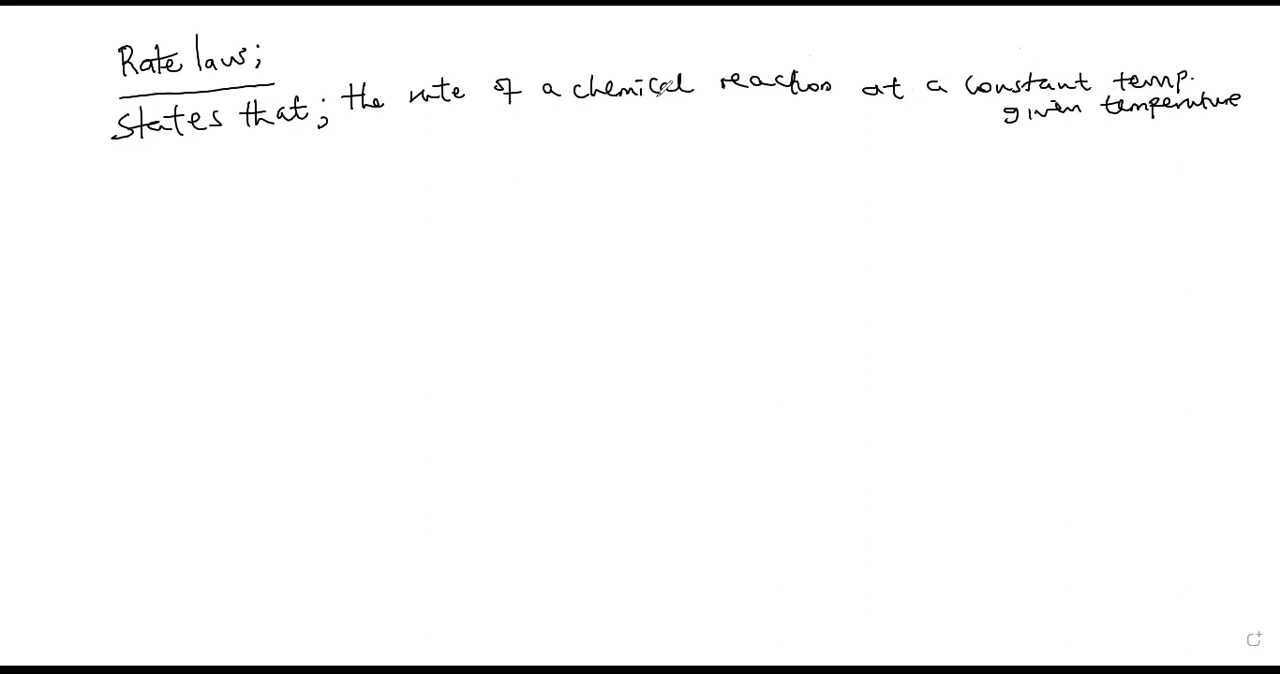 Rate law;
states that; the rate of a chemical reaction at a constant temp.
given temperature